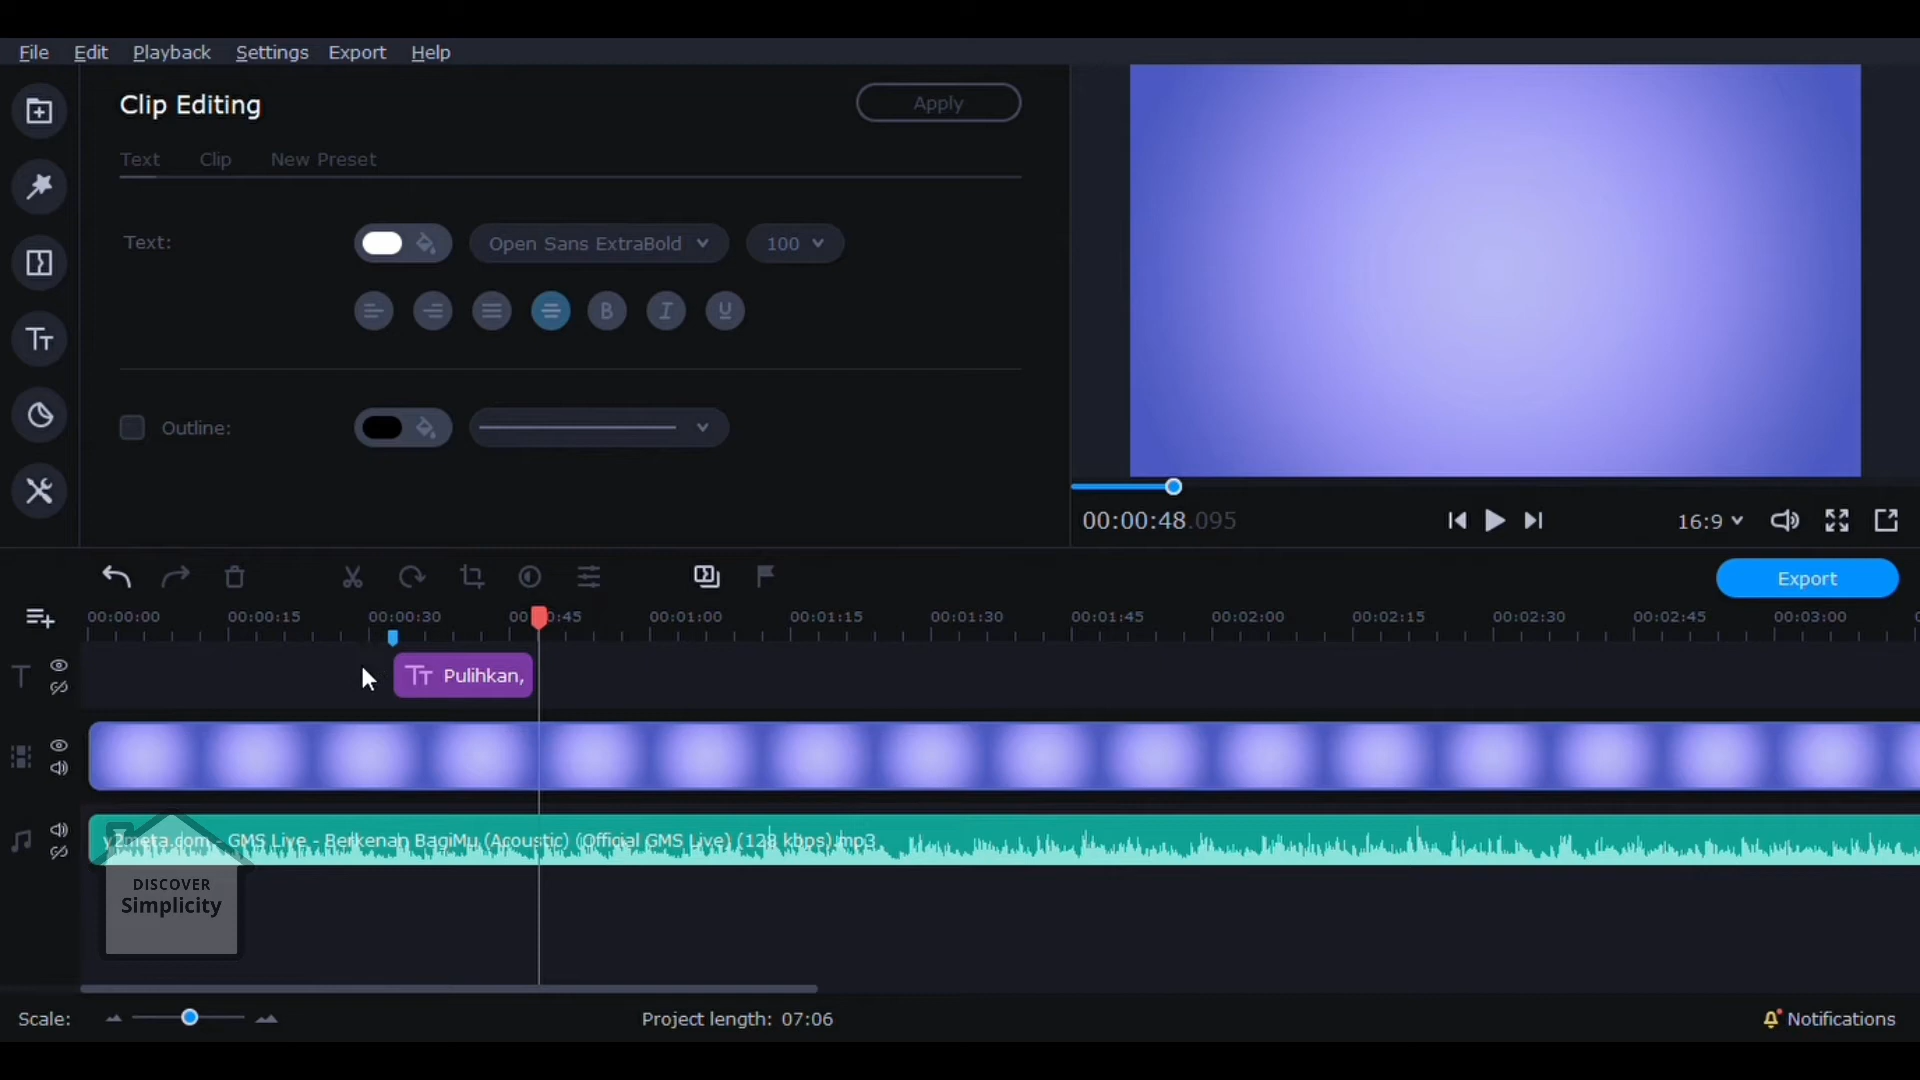 File Edit Playback Settings Export Help
Clip Editing
Apply
Text Clip New Preset
Text:
Open Sans ExtraBold
100
B I U
Outline:
00:00:48.095
16:9
Export
00:00:00 00:00:15 00:00:30 00:00:45 00:01:00 00:01:15 00:01:30 00:01:45 00:02:00 00:02:15 00:02:30 00:02:45 00:03:00
Pulihkan,
y2meta.com - GMS Live - Berkenan BagiMu (Acoustic) (Official GMS Live) (128 kbps).mp3
DISCOVER
Simplicity
Scale:
Project length: 07:06
Notifications